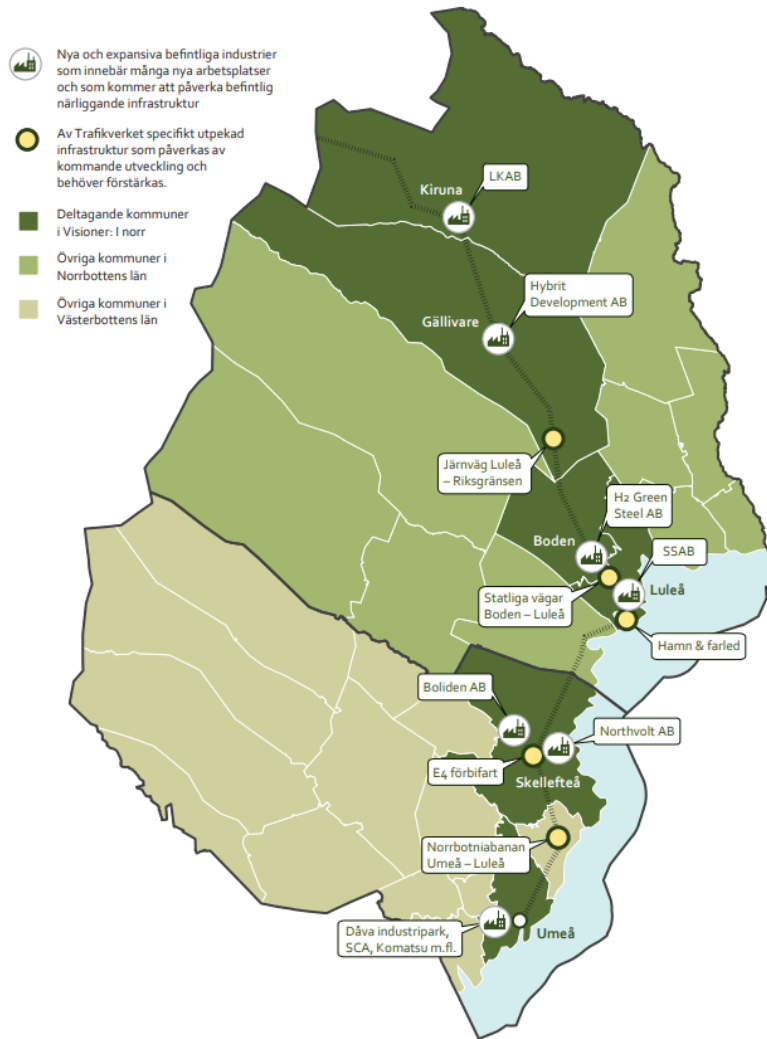 Nya och expansiva befintliga industrier
som innebär många nya arbetsplatser
och som kommer att påverka befintlig
närliggande infrastruktur
Av Trafikverket specifikt utpekad
infrastruktur som påverkas av
kommande utveckling och
behöver förstärkas.
Deltagande kommuner
i Visioner: I norr
Övriga kommuner i
Norrbottens län
Övriga kommuner i
Västerbottens län
LKAB
Kiruna
Hybrit
Development AB
Gällivare
Järnväg Luleå
– Riksgränsen
H2 Green
Steel AB
Boden
SSAB
Luleå
Statliga vägar
Boden – Luleå
Hamn & farled
Boliden AB
Northvolt AB
E4 förbifart
Skellefteå
Norrbotniabanan
Umeå – Luleå
Dåva industripark,
SCA, Komatsu m.fl.
Umeå